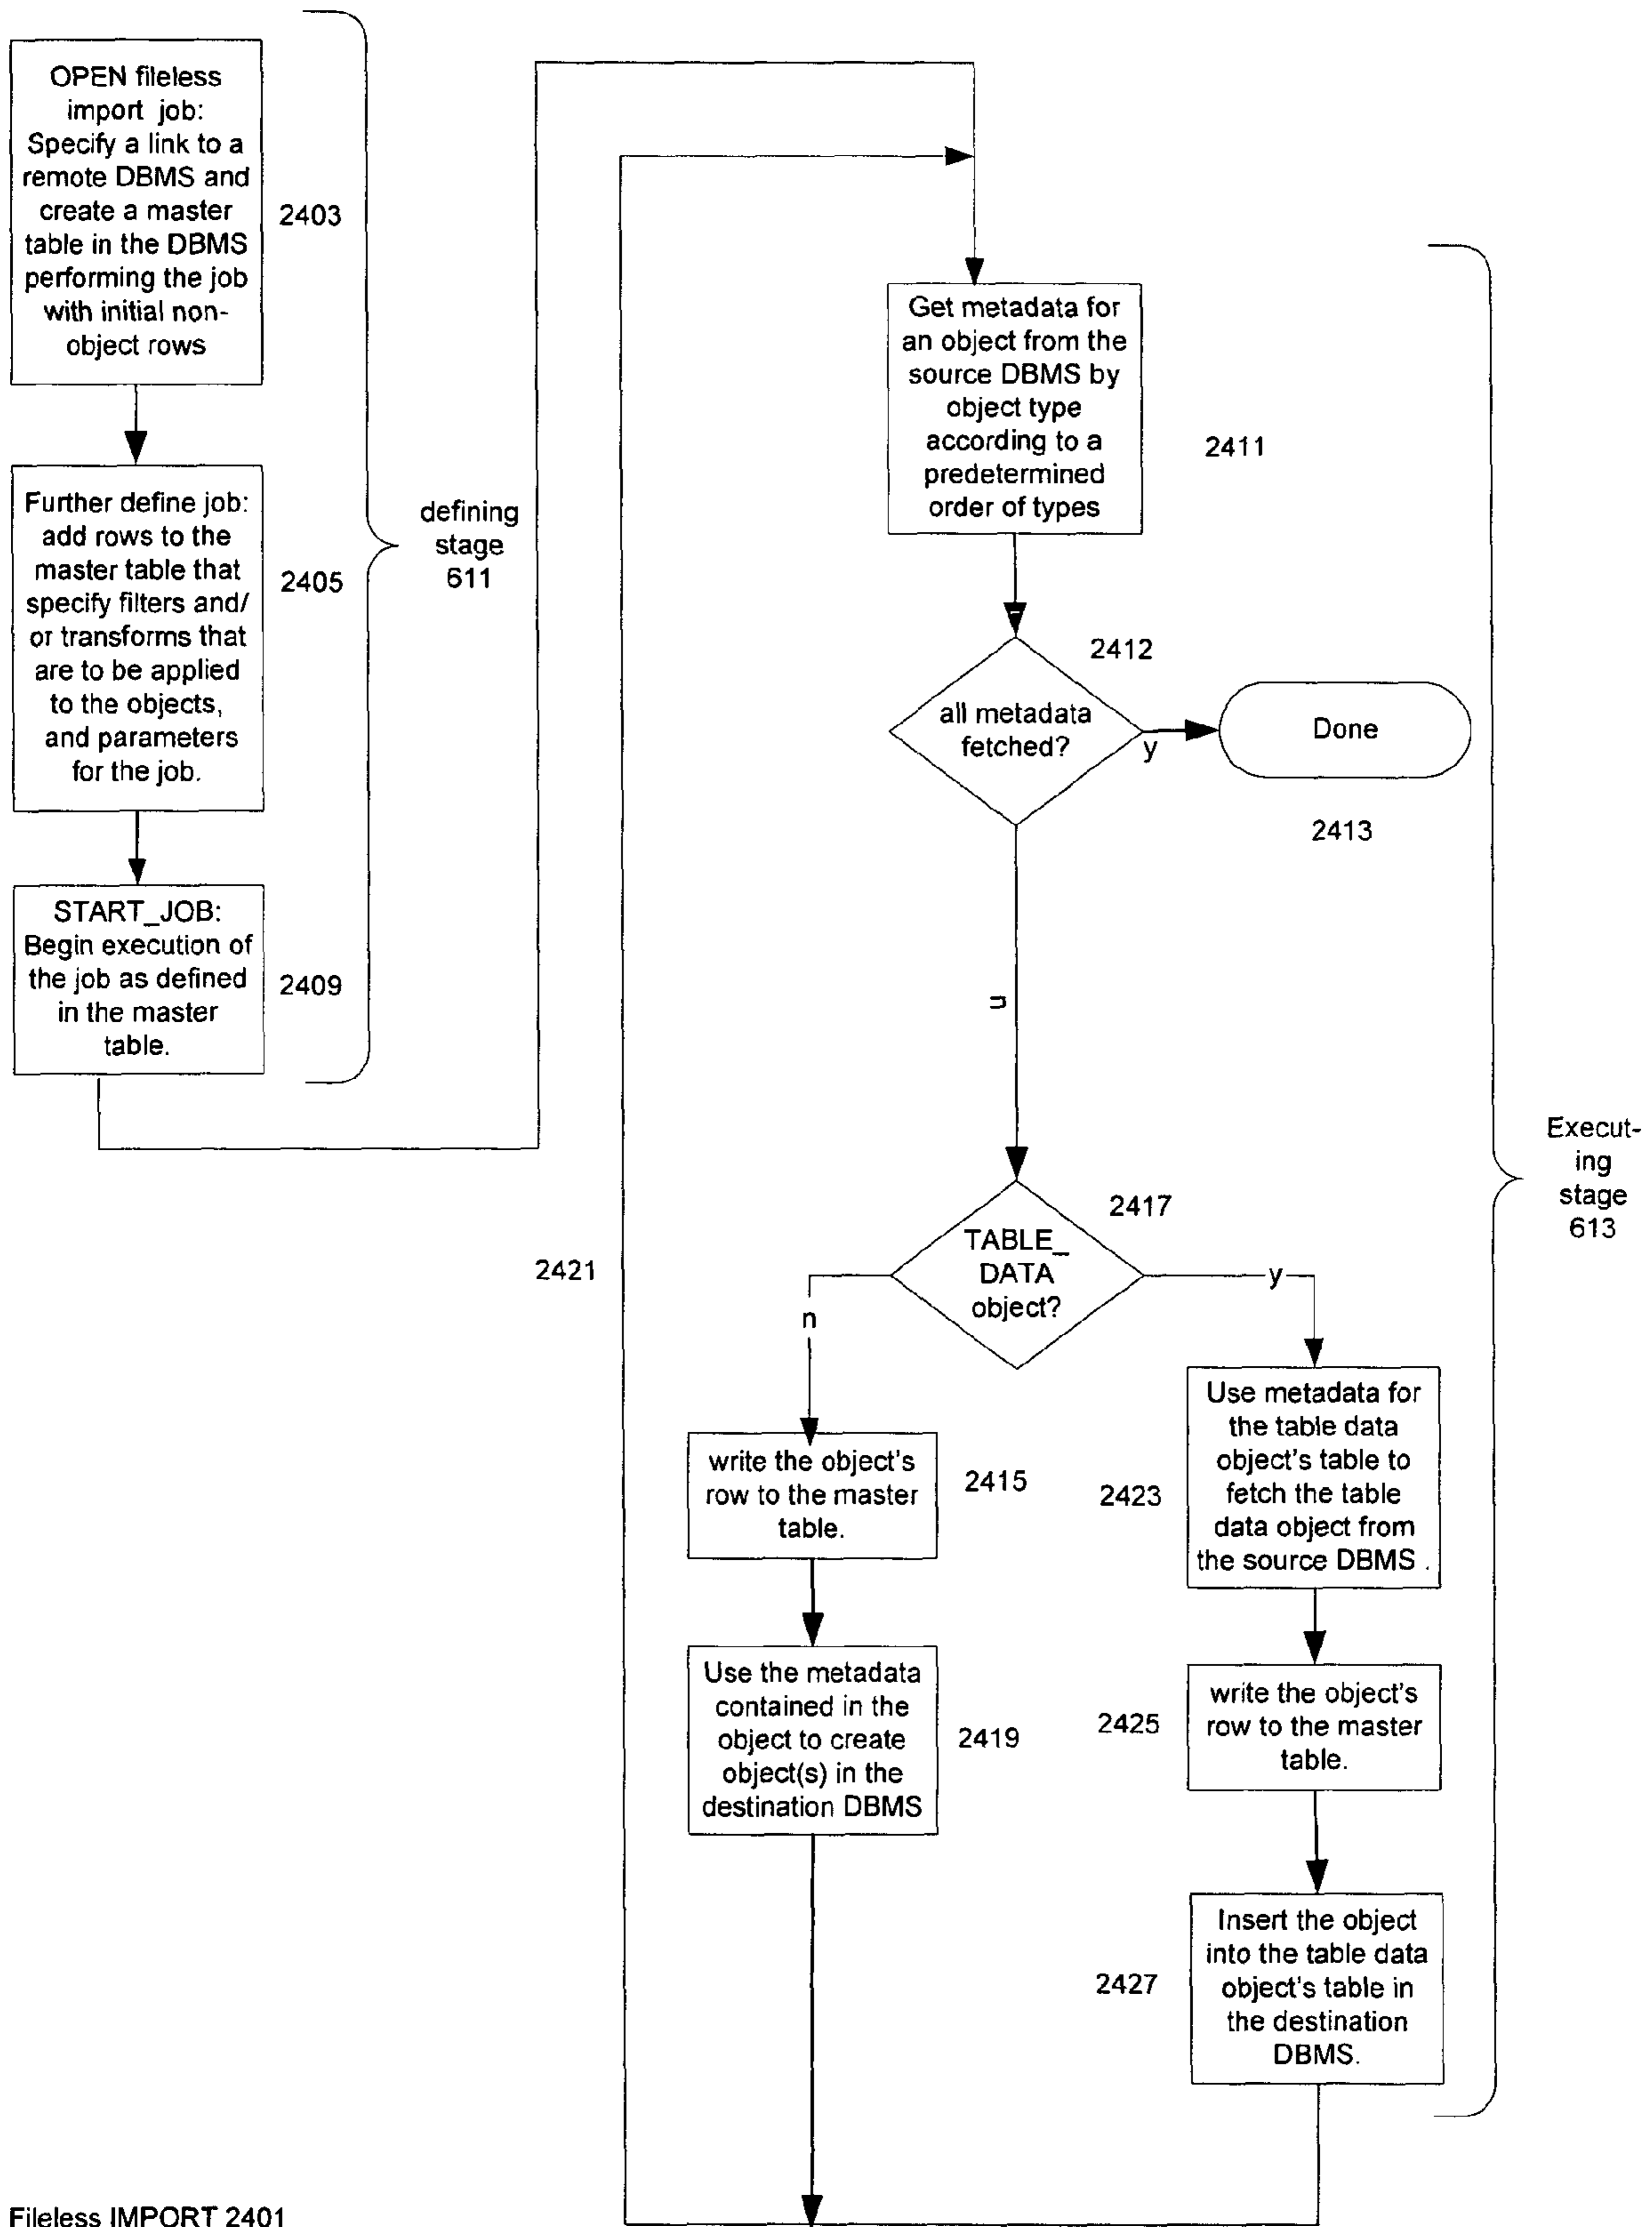 OPEN fileless
import job:
Specify a link to a
remote DBMS and
create a master
table in the DBMS
performing the job
with initial non-
object rows
2403
Further define job:
add rows to the
master table that
specify filters and/
or transforms that
are to be applied
to the objects,
and parameters
for the job.
2405
START_JOB:
Begin execution of
the job as defined
in the master
table.
2409
defining
stage
611
Get metadata for
an object from the
source DBMS by
object type
according to a
predetermined
order of types
2411
2412
all metadata
fetched?
y
Done
2413
n
2417
TABLE_
DATA
object?
n
y
2421
write the object's
row to the master
table.
2415
Use the metadata
contained in the
object to create
object(s) in the
destination DBMS
2419
Use metadata for
the table data
object's table to
fetch the table
data object from
the source DBMS .
2423
write the object's
row to the master
table.
2425
Insert the object
into the table data
object's table in
the destination
DBMS.
2427
Execut-
ing
stage
613
Fileless IMPORT 2401